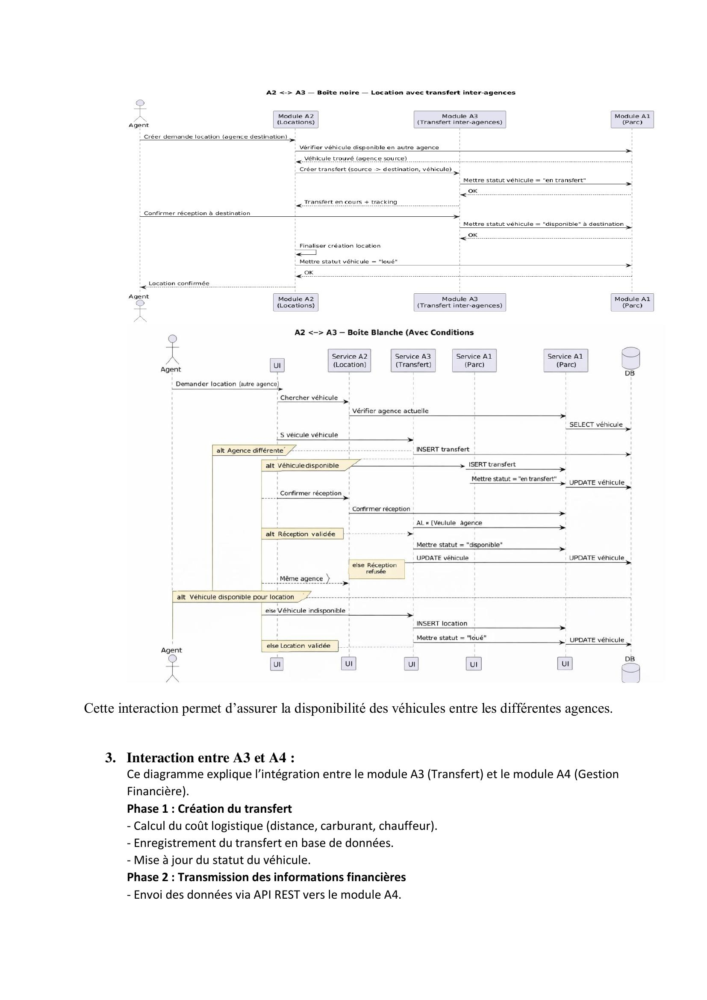 A2 <-> A3 — Boîte noire — Location avec transfert inter-agences
Agent
Module A2
(Locations)
Module A3
(Transfert inter-agences)
Module A1
(Parc)
Créer demande location (agence destination)
Vérifier véhicule disponible en autre agence
Véhicule trouvé (agence source)
Créer transfert (source -> destination, véhicule)
Mettre statut véhicule = "en transfert"
OK
Transfert en cours + tracking
Confirmer réception à destination
Mettre statut véhicule = "disponible" à destination
OK
Finaliser création location
Mettre statut véhicule = "loué"
OK
Location confirmée
Agent
Module A2
(Locations)
Module A3
(Transfert inter-agences)
Module A1
(Parc)
A2 <–> A3 — Boîte Blanche (Avec Conditions
Agent
UI
Service A2
(Location)
Service A3
(Transfert)
Service A1
(Parc)
Service A1
(Parc)
DB
Demander location (autre agence)
Chercher véhicule
Vérifier agence actuelle
SELECT véhicule
S véicule véhicule
alt Agence différente
INSERT transfert
alt Véhicule disponible
ISERT transfert
Mettre statut = "en transfert"
UPDATE véhicule
Confirmer réception
Confirmer réception
AL = [Veulule àgence
alt Réception validée
Mettre statut = "disponible"
UPDATE véhicule
UPDATE véhicule
else Réception
refusée
Même agence
alt Véhicule disponible pour location
else Véhicule indisponible
INSERT location
Mettre statut = "loué"
UPDATE véhicule
else Location validée
Agent
UI
UI
UI
UI
UI
DB
Cette interaction permet d’assurer la disponibilité des véhicules entre les différentes agences.
3. Interaction entre A3 et A4 :
Ce diagramme explique l’intégration entre le module A3 (Transfert) et le module A4 (Gestion
Financière).
Phase 1 : Création du transfert
- Calcul du coût logistique (distance, carburant, chauffeur).
- Enregistrement du transfert en base de données.
- Mise à jour du statut du véhicule.
Phase 2 : Transmission des informations financières
- Envoi des données via API REST vers le module A4.